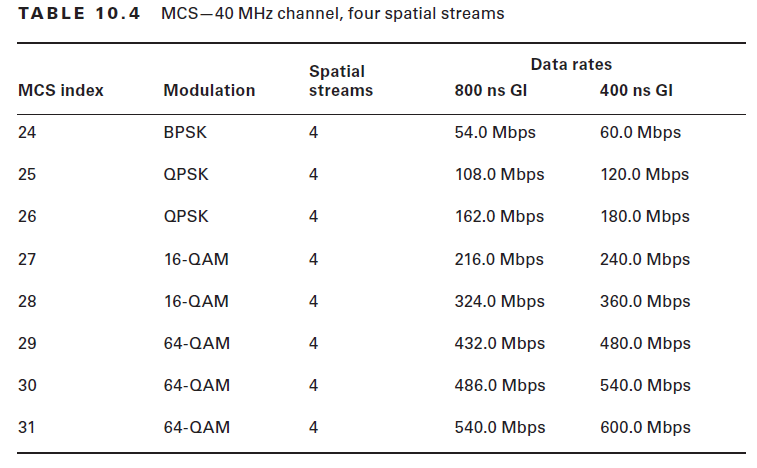 TABLE 10.4 MCS—40 MHz channel, four spatial streams
Data rates
MCS index Modulation Spatial streams 800 ns GI 400 ns GI
24 BPSK 4 54.0 Mbps 60.0 Mbps
25 QPSK 4 108.0 Mbps 120.0 Mbps
26 QPSK 4 162.0 Mbps 180.0 Mbps
27 16-QAM 4 216.0 Mbps 240.0 Mbps
28 16-QAM 4 324.0 Mbps 360.0 Mbps
29 64-QAM 4 432.0 Mbps 480.0 Mbps
30 64-QAM 4 486.0 Mbps 540.0 Mbps
31 64-QAM 4 540.0 Mbps 600.0 Mbps